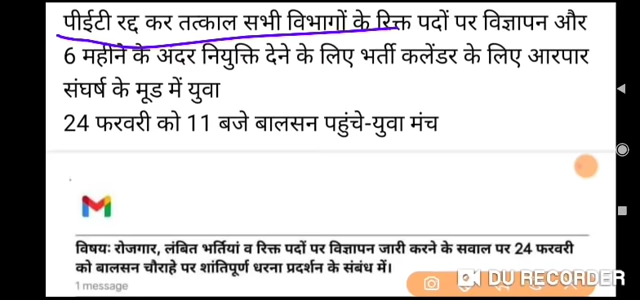 पीईटी रद्द कर तत्काल सभी विभागों के रिक्त पदों पर विज्ञापन और
6 महीने के अदर नियुक्ति देने के लिए भर्ती कलेंडर के लिए आरपार
संघर्ष के मूड में युवा
24 फरवरी को 11 बजे बालसन पहुंचे-युवा मंच
विषयः रोजगार, लंबित भर्तियां व रिक्त पदों पर विज्ञापन जारी करने के सवाल पर 24 फरवरी
को बालसन चौराहे पर शांतिपूर्ण धरना प्रदर्शन के संबंध में।
1 message
DU RECORDER